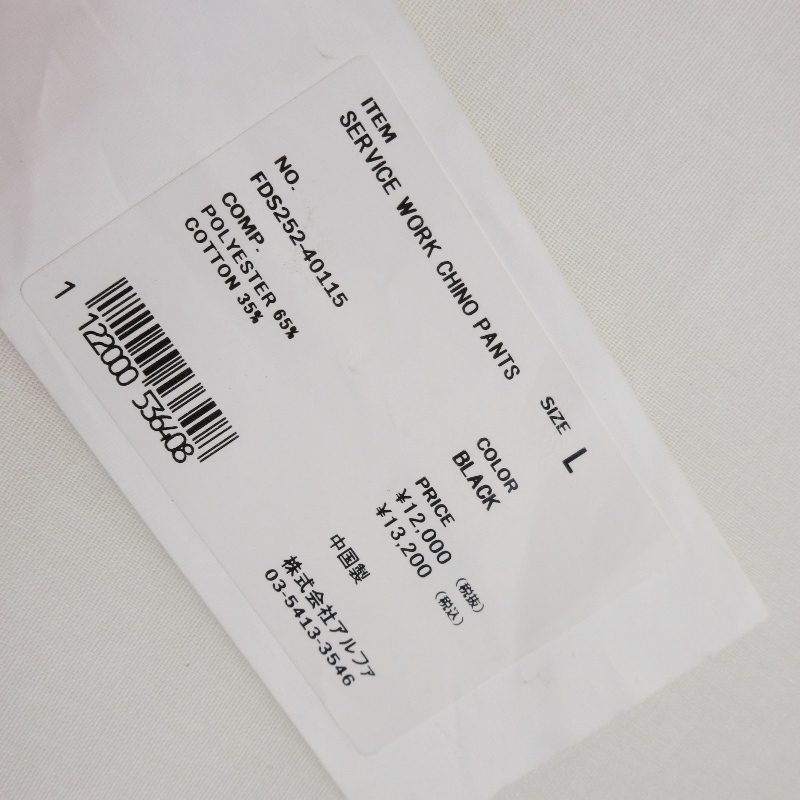 ITEM
SERVICE WORK CHINO PANTS
SIZE L
NO.
FDS252-40115
COLOR
BLACK
COMP.
POLYESTER 65%
COTTON 35%
PRICE
¥12,000 (税抜)
¥13,200 (税込)
中国製
株式会社アルファ
03-5413-3546
1 122000 536408